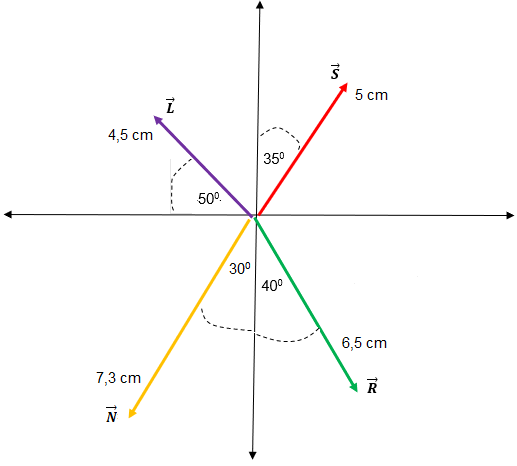 S⃗
5 cm
L⃗
4,5 cm
35⁰
50⁰.
30⁰
40⁰
6,5 cm
7,3 cm
R⃗
N⃗